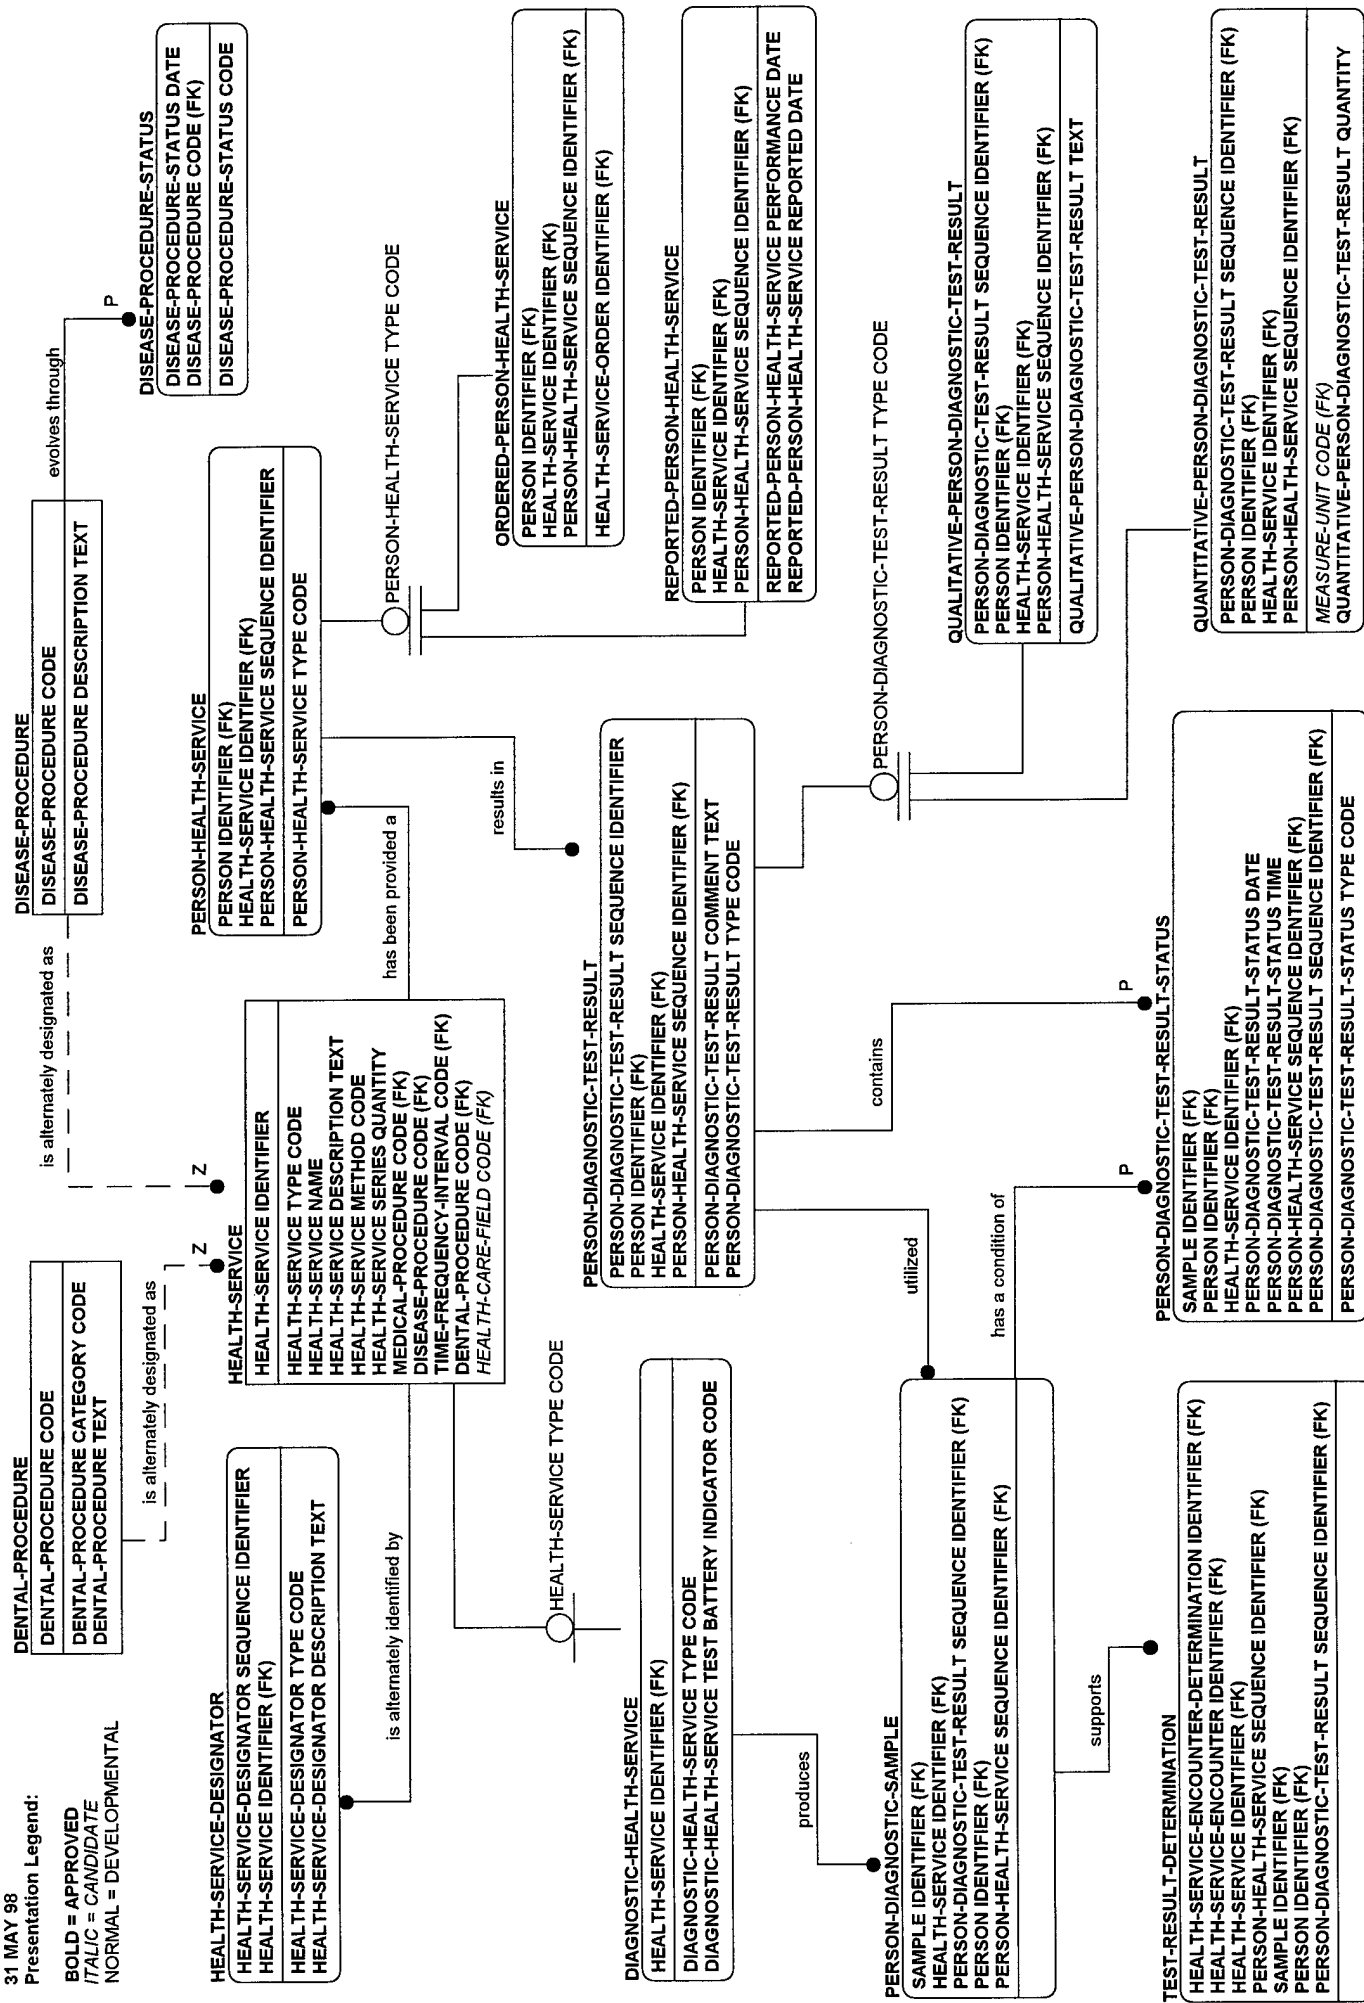 31 MAY 98
Presentation Legend:
BOLD = APPROVED
ITALIC = CANDIDATE
NORMAL = DEVELOPMENTAL
DENTAL-PROCEDURE
DENTAL-PROCEDURE CODE
DENTAL-PROCEDURE CATEGORY CODE
DENTAL-PROCEDURE TEXT
is alternately designated as
Z
DISEASE-PROCEDURE
DISEASE-PROCEDURE CODE
DISEASE-PROCEDURE DESCRIPTION TEXT
is alternately designated as
Z
evolves through
P
DISEASE-PROCEDURE-STATUS
DISEASE-PROCEDURE-STATUS DATE
DISEASE-PROCEDURE CODE (FK)
DISEASE-PROCEDURE-STATUS CODE
HEALTH-SERVICE-DESIGNATOR
HEALTH-SERVICE-DESIGNATOR SEQUENCE IDENTIFIER
HEALTH-SERVICE IDENTIFIER (FK)
HEALTH-SERVICE-DESIGNATOR TYPE CODE
HEALTH-SERVICE-DESIGNATOR DESCRIPTION TEXT
is alternately identified by
HEALTH-SERVICE
HEALTH-SERVICE IDENTIFIER
HEALTH-SERVICE TYPE CODE
HEALTH-SERVICE NAME
HEALTH-SERVICE DESCRIPTION TEXT
HEALTH-SERVICE METHOD CODE
HEALTH-SERVICE SERIES QUANTITY
MEDICAL-PROCEDURE CODE (FK)
DISEASE-PROCEDURE CODE (FK)
TIME-FREQUENCY-INTERVAL CODE (FK)
DENTAL-PROCEDURE CODE (FK)
HEALTH-CARE-FIELD CODE (FK)
has been provided a
PERSON-HEALTH-SERVICE
PERSON IDENTIFIER (FK)
HEALTH-SERVICE IDENTIFIER (FK)
PERSON-HEALTH-SERVICE SEQUENCE IDENTIFIER
PERSON-HEALTH-SERVICE TYPE CODE
results in
PERSON-HEALTH-SERVICE TYPE CODE
ORDERED-PERSON-HEALTH-SERVICE
PERSON IDENTIFIER (FK)
HEALTH-SERVICE IDENTIFIER (FK)
PERSON-HEALTH-SERVICE SEQUENCE IDENTIFIER (FK)
HEALTH-SERVICE-ORDER IDENTIFIER (FK)
HEALTH-SERVICE TYPE CODE
REPORTED-PERSON-HEALTH-SERVICE
PERSON IDENTIFIER (FK)
HEALTH-SERVICE IDENTIFIER (FK)
PERSON-HEALTH-SERVICE SEQUENCE IDENTIFIER (FK)
REPORTED-PERSON-HEALTH-SERVICE PERFORMANCE DATE
REPORTED-PERSON-HEALTH-SERVICE REPORTED DATE
DIAGNOSTIC-HEALTH-SERVICE
HEALTH-SERVICE IDENTIFIER (FK)
DIAGNOSTIC-HEALTH-SERVICE TYPE CODE
DIAGNOSTIC-HEALTH-SERVICE TEST BATTERY INDICATOR CODE
produces
PERSON-DIAGNOSTIC-TEST-RESULT
PERSON-DIAGNOSTIC-TEST-RESULT SEQUENCE IDENTIFIER
PERSON IDENTIFIER (FK)
HEALTH-SERVICE IDENTIFIER (FK)
PERSON-HEALTH-SERVICE SEQUENCE IDENTIFIER (FK)
PERSON-DIAGNOSTIC-TEST-RESULT COMMENT TEXT
PERSON-DIAGNOSTIC-TEST-RESULT TYPE CODE
utilized
contains
P
PERSON-DIAGNOSTIC-TEST-RESULT TYPE CODE
QUALITATIVE-PERSON-DIAGNOSTIC-TEST-RESULT
PERSON-DIAGNOSTIC-TEST-RESULT SEQUENCE IDENTIFIER (FK)
PERSON IDENTIFIER (FK)
HEALTH-SERVICE IDENTIFIER (FK)
PERSON-HEALTH-SERVICE SEQUENCE IDENTIFIER (FK)
QUALITATIVE-PERSON-DIAGNOSTIC-TEST-RESULT TEXT
PERSON-DIAGNOSTIC-SAMPLE
SAMPLE IDENTIFIER (FK)
HEALTH-SERVICE IDENTIFIER (FK)
PERSON-DIAGNOSTIC-TEST-RESULT SEQUENCE IDENTIFIER (FK)
PERSON IDENTIFIER (FK)
PERSON-HEALTH-SERVICE SEQUENCE IDENTIFIER (FK)
has a condition of
P
supports
TEST-RESULT-DETERMINATION
HEALTH-SERVICE-ENCOUNTER-DETERMINATION IDENTIFIER (FK)
HEALTH-SERVICE-ENCOUNTER IDENTIFIER (FK)
HEALTH-SERVICE IDENTIFIER (FK)
PERSON-HEALTH-SERVICE SEQUENCE IDENTIFIER (FK)
SAMPLE IDENTIFIER (FK)
PERSON IDENTIFIER (FK)
PERSON-DIAGNOSTIC-TEST-RESULT SEQUENCE IDENTIFIER (FK)
PERSON-DIAGNOSTIC-TEST-RESULT-STATUS
SAMPLE IDENTIFIER (FK)
PERSON IDENTIFIER (FK)
HEALTH-SERVICE IDENTIFIER (FK)
PERSON-DIAGNOSTIC-TEST-RESULT-STATUS DATE
PERSON-DIAGNOSTIC-TEST-RESULT-STATUS TIME
PERSON-HEALTH-SERVICE SEQUENCE IDENTIFIER (FK)
PERSON-DIAGNOSTIC-TEST-RESULT SEQUENCE IDENTIFIER (FK)
PERSON-DIAGNOSTIC-TEST-RESULT-STATUS TYPE CODE
QUANTITATIVE-PERSON-DIAGNOSTIC-TEST-RESULT
PERSON-DIAGNOSTIC-TEST-RESULT SEQUENCE IDENTIFIER (FK)
PERSON IDENTIFIER (FK)
HEALTH-SERVICE IDENTIFIER (FK)
PERSON-HEALTH-SERVICE SEQUENCE IDENTIFIER (FK)
MEASURE-UNIT CODE (FK)
QUANTITATIVE-PERSON-DIAGNOSTIC-TEST-RESULT QUANTITY